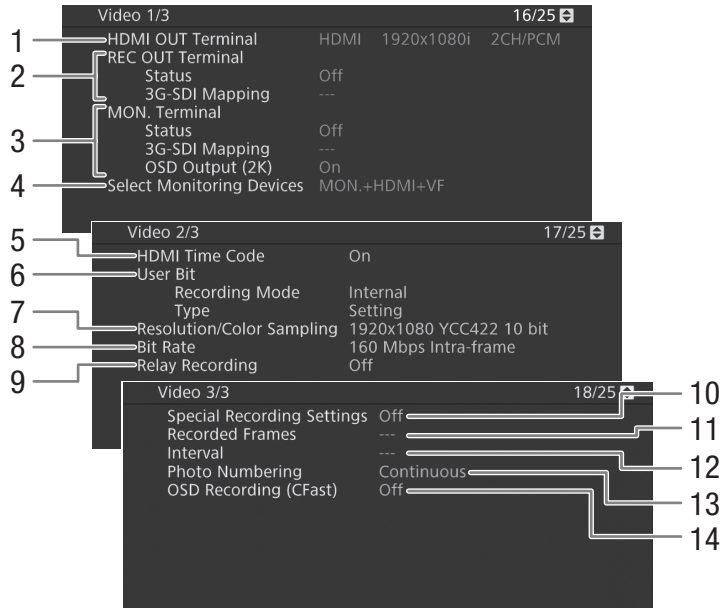 Video 1/3 16/25
1 HDMI OUT Terminal HDMI 1920x1080i 2CH/PCM
2 REC OUT Terminal
Status Off
3G-SDI Mapping ---
3 MON. Terminal
Status Off
3G-SDI Mapping ---
OSD Output (2K) On
4 Select Monitoring Devices MON.+HDMI+VF
Video 2/3 17/25
5 HDMI Time Code On
6 User Bit
Recording Mode Internal
Type Setting
7 Resolution/Color Sampling 1920x1080 YCC422 10 bit
8 Bit Rate 160 Mbps Intra-frame
9 Relay Recording Off
Video 3/3 18/25
Special Recording Settings Off 10
Recorded Frames --- 11
Interval --- 12
Photo Numbering Continuous 13
OSD Recording (CFast) Off 14